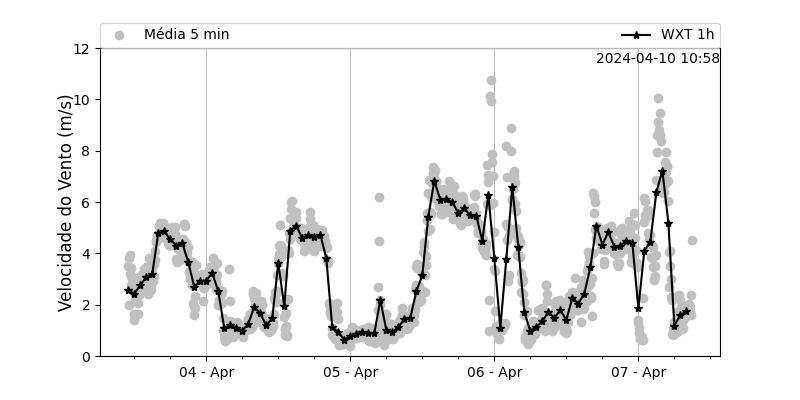 Média 5 min
WXT 1h
2024-04-10 10:58
Velocidade do Vento (m/s)
12
10
8
6
4
2
0
04 - Apr
05 - Apr
06 - Apr
07 - Apr